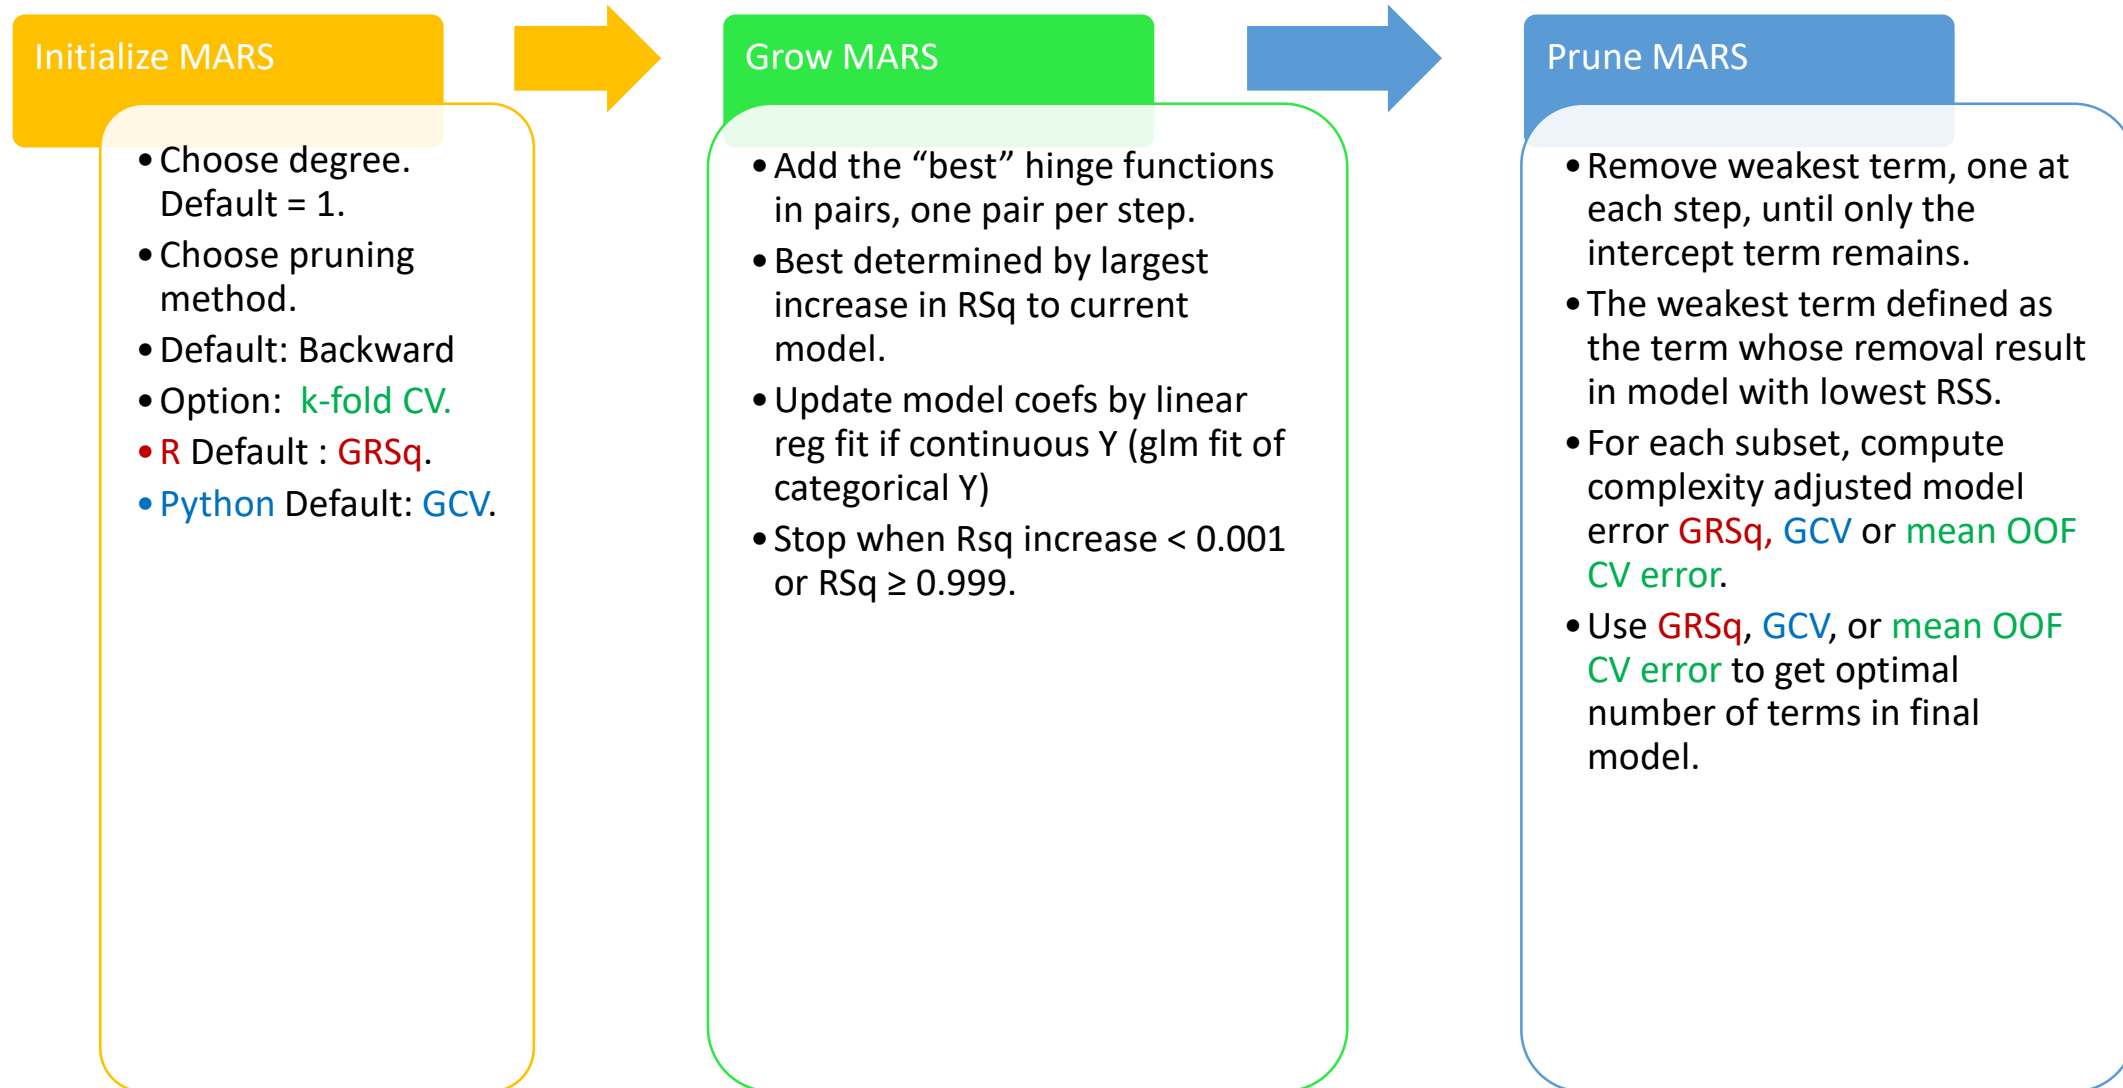 Initialize MARS
•Choose degree.
Default = 1.
•Choose pruning
method.
•Default: Backward
•Option:  k-fold CV.
•R Default : GRSq.
•Python Default: GCV.
Grow MARS
•Add the “best” hinge functions
in pairs, one pair per step.
•Best determined by largest
increase in RSq to current
model.
•Update model coefs by linear
reg fit if continuous Y (glm fit of
categorical Y)
•Stop when Rsq increase < 0.001
or RSq ≥ 0.999.
Prune MARS
•Remove weakest term, one at
each step, until only the
intercept term remains.
•The weakest term defined as
the term whose removal result
in model with lowest RSS.
•For each subset, compute
complexity adjusted model
error GRSq, GCV or mean OOF
CV error.
•Use GRSq, GCV, or mean OOF
CV error to get optimal
number of terms in final
model.